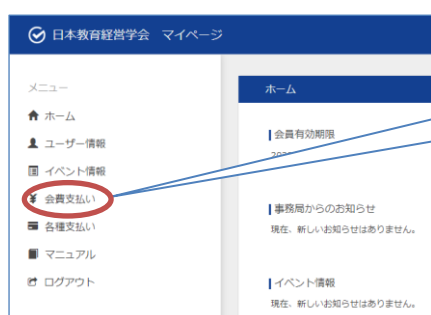 日本教育経営学会 マイページ
メニュー
ホーム
ユーザー情報
イベント情報
会費支払い
各種支払い
マニュアル
ログアウト
ホーム
会員有効期限
事務局からのお知らせ
現在、新しいお知らせはありません。
イベント情報
現在、新しいお知らせはありません。